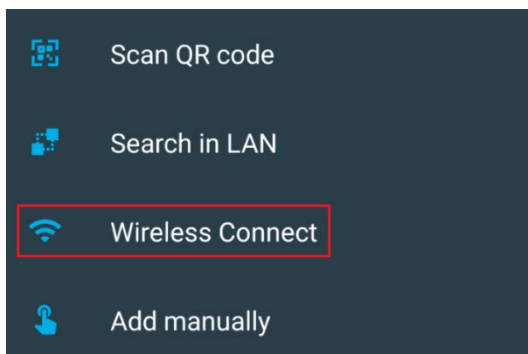 Scan QR code
Search in LAN
Wireless Connect
Add manually